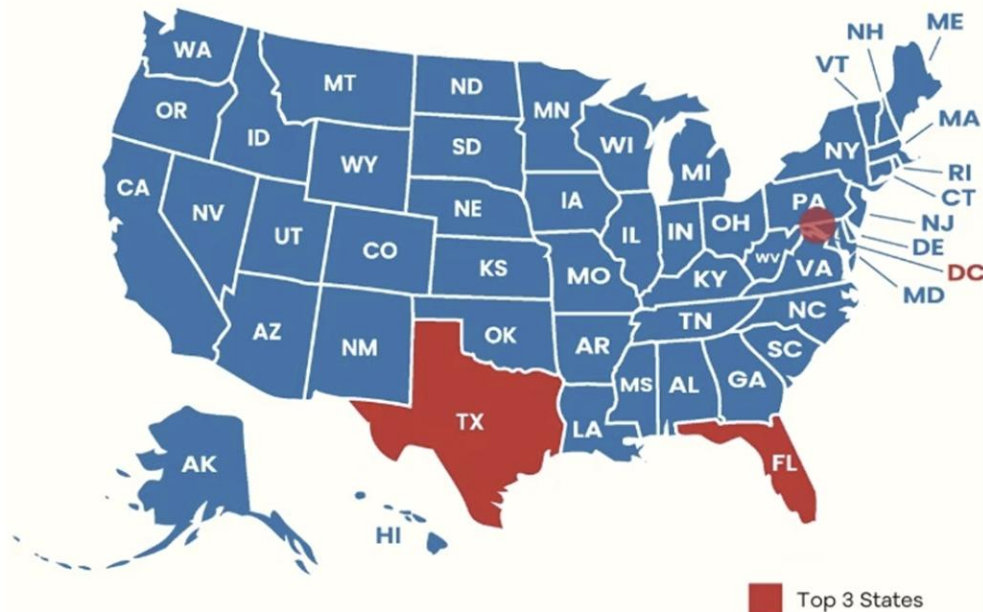 WA
MT
ND
MN
OR
ID
SD
WI
WY
MI
NH
ME
VT
MA
NY
RI
CT
CA
NV
NE
IA
PA
NJ
UT
CO
IL
IN
OH
DE
DC
KS
MO
WV
VA
MD
KY
AZ
NM
OK
AR
TN
NC
SC
TX
MS
AL
GA
LA
FL
AK
HI
Top 3 States